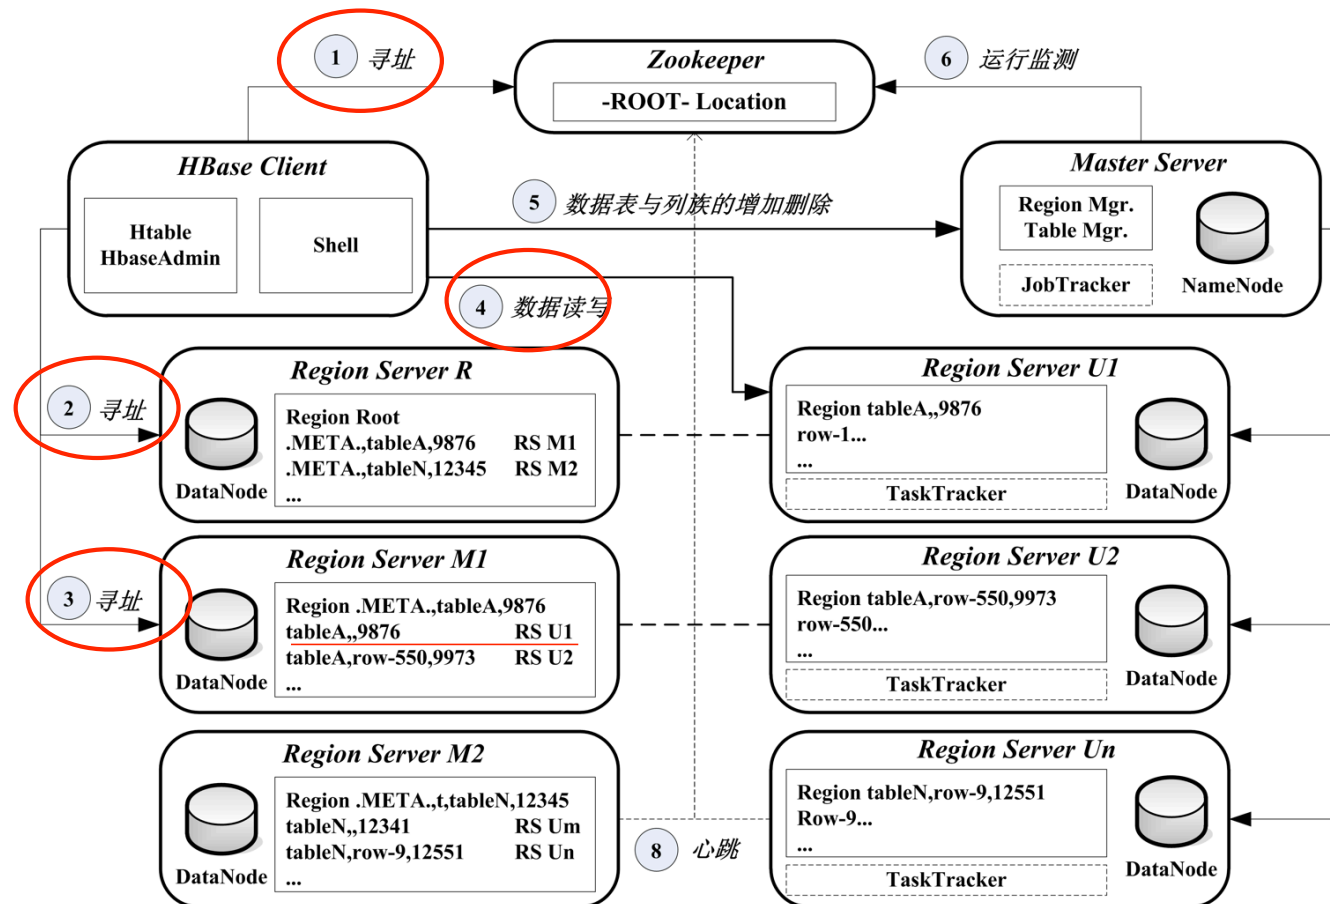 1 寻址
Zookeeper
-ROOT- Location
6 运行监测
HBase Client
Htable
HbaseAdmin
Shell
5 数据表与列族的增加删除
4 数据读写
Master Server
Region Mgr.
Table Mgr.
JobTracker
NameNode
2 寻址
Region Server R
DataNode
Region Root
.META.,tableA,9876 RS M1
.META.,tableN,12345 RS M2
...
Region Server U1
Region tableA,,9876
row-1...
...
TaskTracker
DataNode
3 寻址
Region Server M1
DataNode
Region .META.,tableA,9876
tableA,,9876 RS U1
tableA,row-550,9973 RS U2
...
Region Server U2
Region tableA,row-550,9973
row-550...
...
TaskTracker
DataNode
Region Server M2
DataNode
Region .META.,t,tableN,12345
tableN,,12341 RS Um
tableN,row-9,12551 RS Un
...
8 心跳
Region Server Un
Region tableN,row-9,12551
Row-9...
...
TaskTracker
DataNode